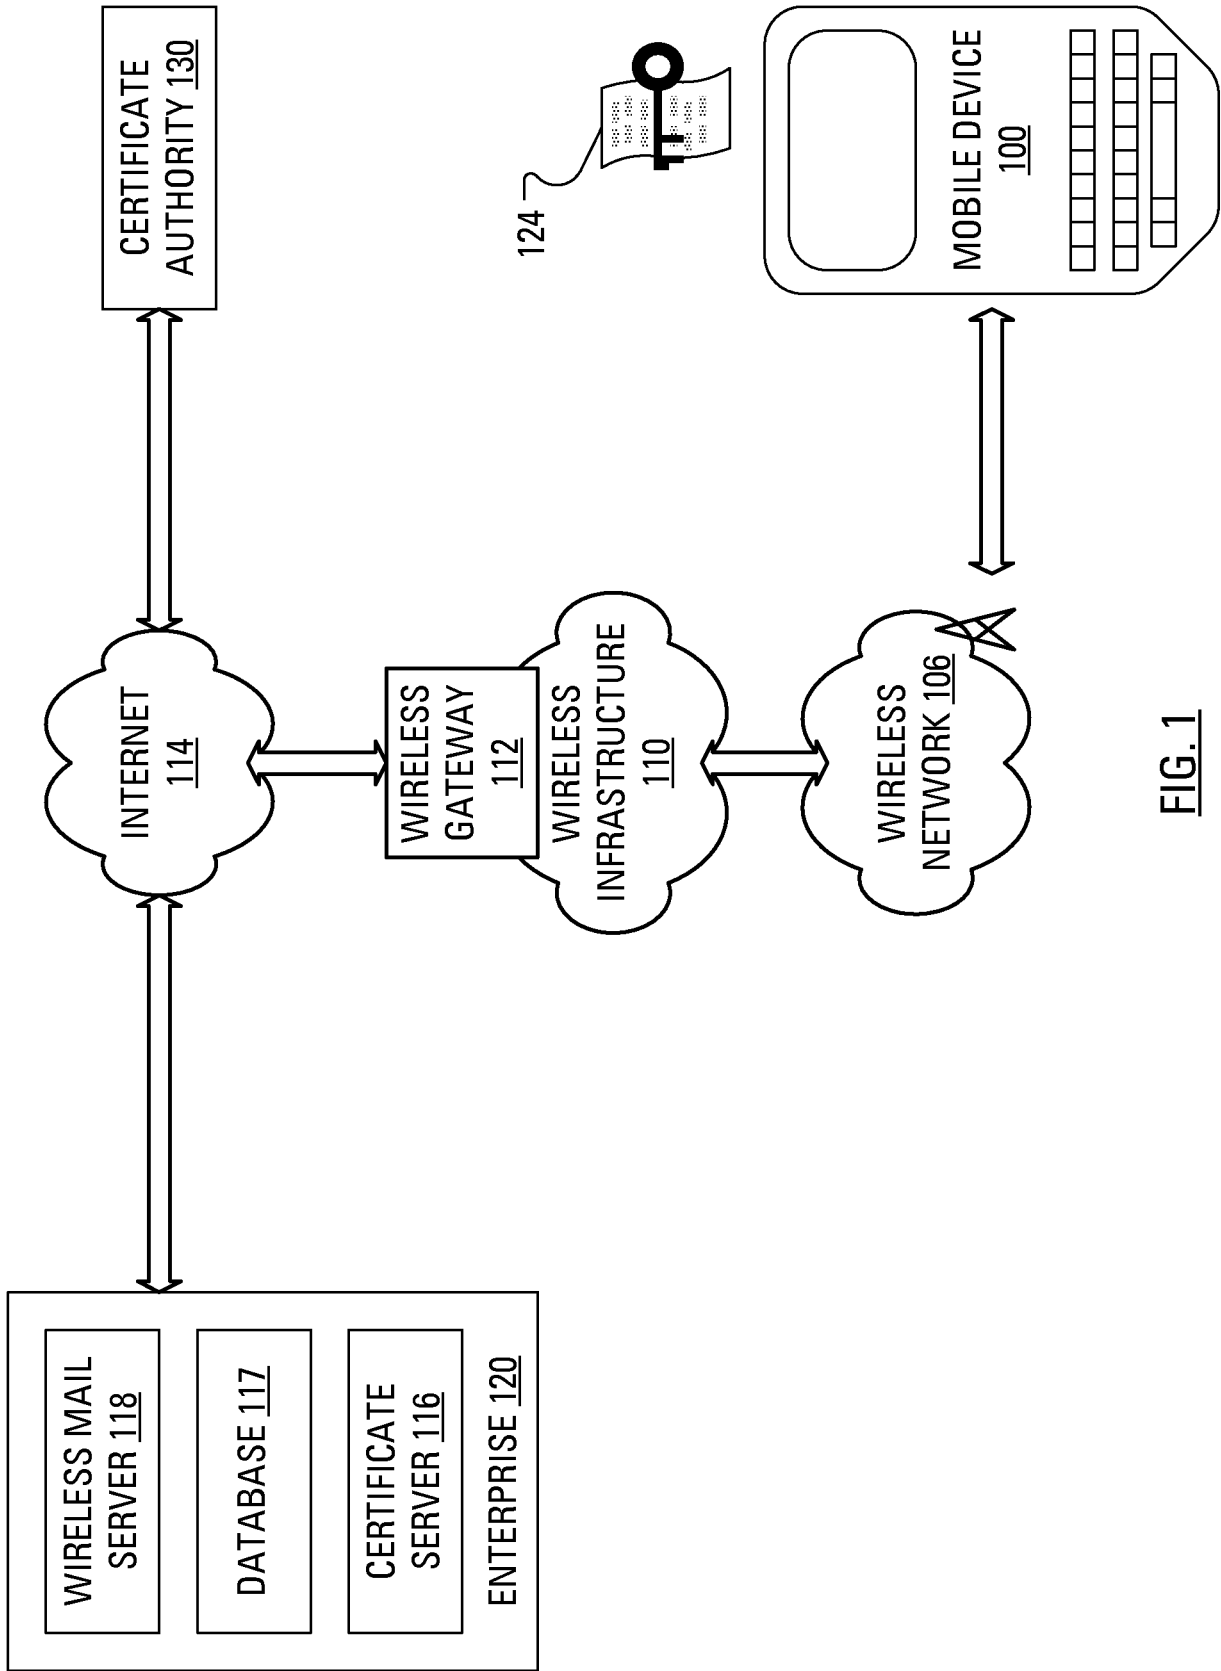 WIRELESS MAIL
SERVER 118
DATABASE 117
CERTIFICATE
SERVER 116
ENTERPRISE 120
INTERNET
114
WIRELESS
GATEWAY
112
WIRELESS
INFRASTRUCTURE
110
WIRELESS
NETWORK 106
CERTIFICATE
AUTHORITY 130
124
MOBILE DEVICE
100
FIG. 1